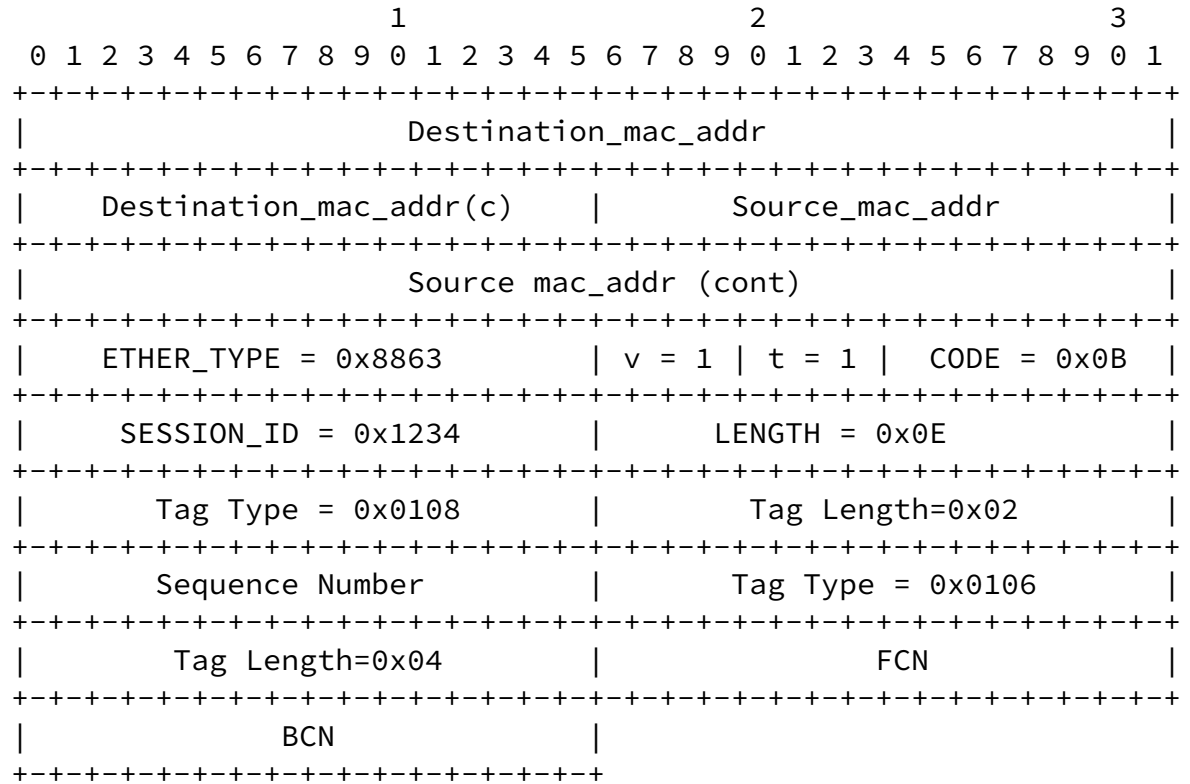 1                   2                   3
 0 1 2 3 4 5 6 7 8 9 0 1 2 3 4 5 6 7 8 9 0 1 2 3 4 5 6 7 8 9 0 1
+-+-+-+-+-+-+-+-+-+-+-+-+-+-+-+-+-+-+-+-+-+-+-+-+-+-+-+-+-+-+-+-+
|                     Destination_mac_addr                      |
+-+-+-+-+-+-+-+-+-+-+-+-+-+-+-+-+-+-+-+-+-+-+-+-+-+-+-+-+-+-+-+-+
|    Destination_mac_addr(c)    |       Source_mac_addr         |
+-+-+-+-+-+-+-+-+-+-+-+-+-+-+-+-+-+-+-+-+-+-+-+-+-+-+-+-+-+-+-+-+
|                     Source mac_addr (cont)                    |
+-+-+-+-+-+-+-+-+-+-+-+-+-+-+-+-+-+-+-+-+-+-+-+-+-+-+-+-+-+-+-+-+
|    ETHER_TYPE = 0x8863        | v = 1 | t = 1 |  CODE = 0x0B  |
+-+-+-+-+-+-+-+-+-+-+-+-+-+-+-+-+-+-+-+-+-+-+-+-+-+-+-+-+-+-+-+-+
|     SESSION_ID = 0x1234       |      LENGTH = 0x0E            |
+-+-+-+-+-+-+-+-+-+-+-+-+-+-+-+-+-+-+-+-+-+-+-+-+-+-+-+-+-+-+-+-+
|       Tag Type = 0x0108       |        Tag Length=0x02        |
+-+-+-+-+-+-+-+-+-+-+-+-+-+-+-+-+-+-+-+-+-+-+-+-+-+-+-+-+-+-+-+-+
|       Sequence Number         |       Tag Type = 0x0106       |
+-+-+-+-+-+-+-+-+-+-+-+-+-+-+-+-+-+-+-+-+-+-+-+-+-+-+-+-+-+-+-+-+
|        Tag Length=0x04        |               FCN             |
+-+-+-+-+-+-+-+-+-+-+-+-+-+-+-+-+-+-+-+-+-+-+-+-+-+-+-+-+-+-+-+-+
|              BCN              |
+-+-+-+-+-+-+-+-+-+-+-+-+-+-+-+-+